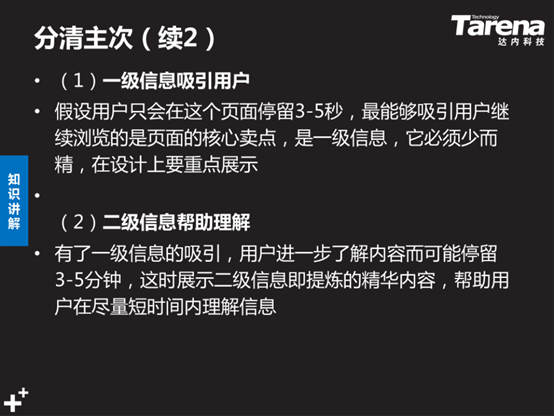 分清主次（续2）
Technology
Tarena
达内科技
• （1）一级信息吸引用户
• 假设用户只会在这个页面停留3-5秒，最能够吸引用户继
续浏览的是页面的核心卖点，是一级信息，它必须少而
精，在设计上要重点展示
•
（2）二级信息帮助理解
• 有了一级信息的吸引，用户进一步了解内容而可能停留
3-5分钟，这时展示二级信息即提炼的精华内容，帮助用
户在尽量短时间内理解信息
知识讲解